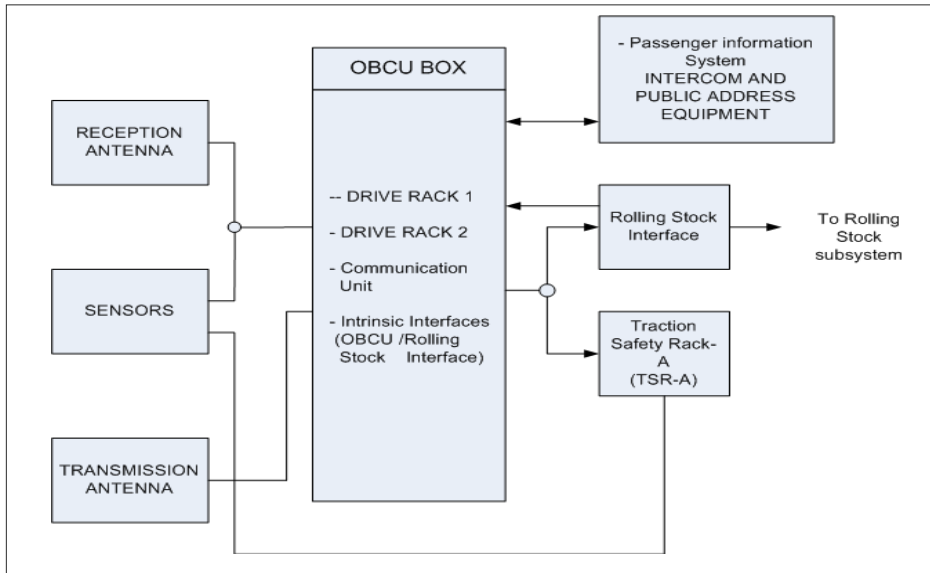 OBCU BOX
- Passenger information
System
INTERCOM AND
PUBLIC ADDRESS
EQUIPMENT
RECEPTION
ANTENNA
-- DRIVE RACK 1
- DRIVE RACK 2
- Communication
Unit
- Intrinsic Interfaces
(OBCU /Rolling
Stock Interface)
Rolling Stock
Interface
To Rolling
Stock
subsystem
SENSORS
Traction
Safety Rack-
A
(TSR-A)
TRANSMISSION
ANTENNA